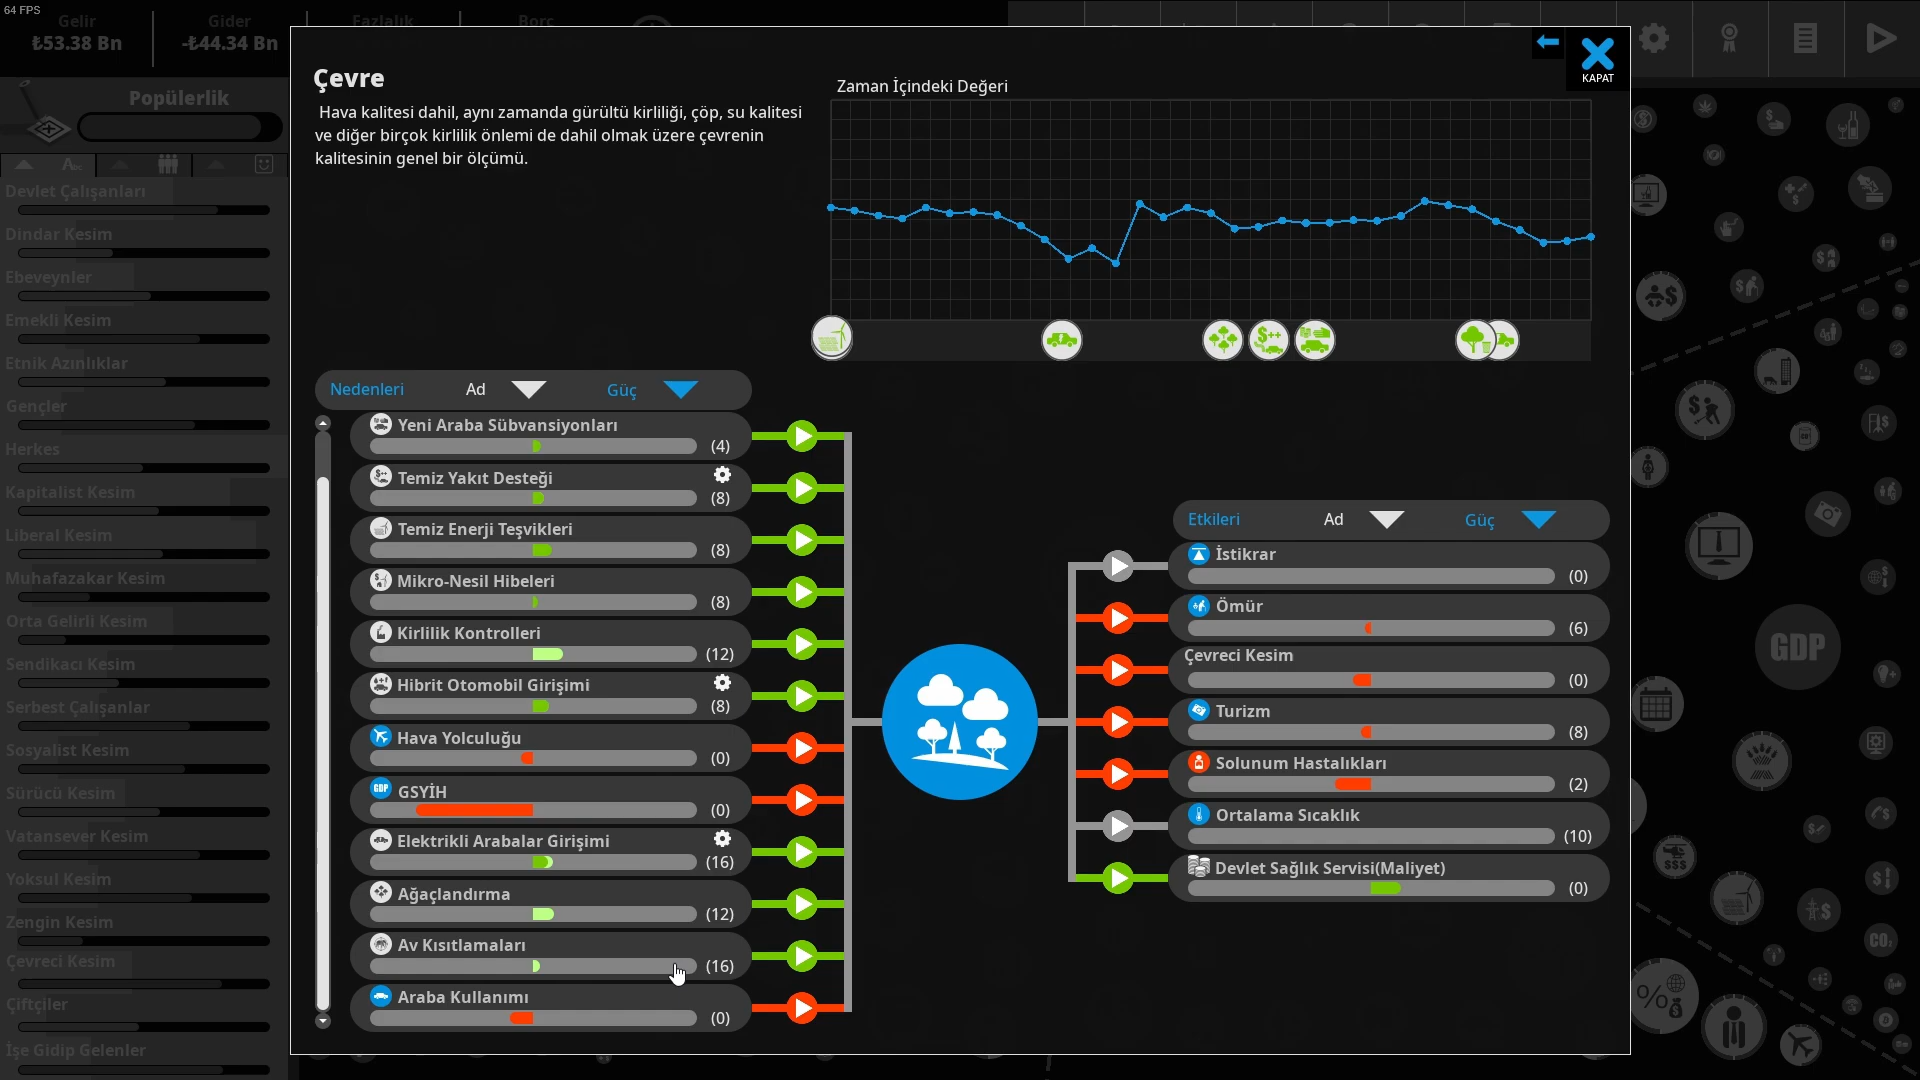 64 FPS
Gelir
Gider
Fazlalık
Borç
₺53.38 Bn
-₺44.34 Bn
KAPAT
Çevre
Hava kalitesi dahil, aynı zamanda gürültü kirliliği, çöp, su kalitesi
ve diğer birçok kirlilik önlemi de dahil olmak üzere çevrenin
kalitesinin genel bir ölçümü.
Zaman İçindeki Değeri
Popülerlik
Devlet Çalışanları
Dindar Kesim
Ebeveynler
Emekli Kesim
Etnik Azınlıklar
Gençler
Herkes
Kapitalist Kesim
Liberal Kesim
Muhafazakar Kesim
Orta Gelirli Kesim
Sendikacı Kesim
Serbest Çalışanlar
Sosyalist Kesim
Sürücü Kesim
Vatansever Kesim
Yoksul Kesim
Zengin Kesim
Çevreci Kesim
Çiftçiler
İşe Gidip Gelenler
Nedenleri
Ad
Güç
Yeni Araba Sübvansiyonları
(4)
Temiz Yakıt Desteği
(8)
Temiz Enerji Teşvikleri
(8)
Mikro-Nesil Hibeleri
(8)
Kirlilik Kontrolleri
(12)
Hibrit Otomobil Girişimi
(8)
Hava Yolculuğu
(0)
GDP
GSYİH
(0)
Elektrikli Arabalar Girişimi
(16)
Ağaçlandırma
(12)
Av Kısıtlamaları
(16)
Araba Kullanımı
(0)
Etkileri
Ad
Güç
İstikrar
(0)
Ömür
(6)
Çevreci Kesim
(0)
Turizm
(8)
Solunum Hastalıkları
(2)
Ortalama Sıcaklık
(10)
Devlet Sağlık Servisi(Maliyet)
(0)
GDP
CO₂